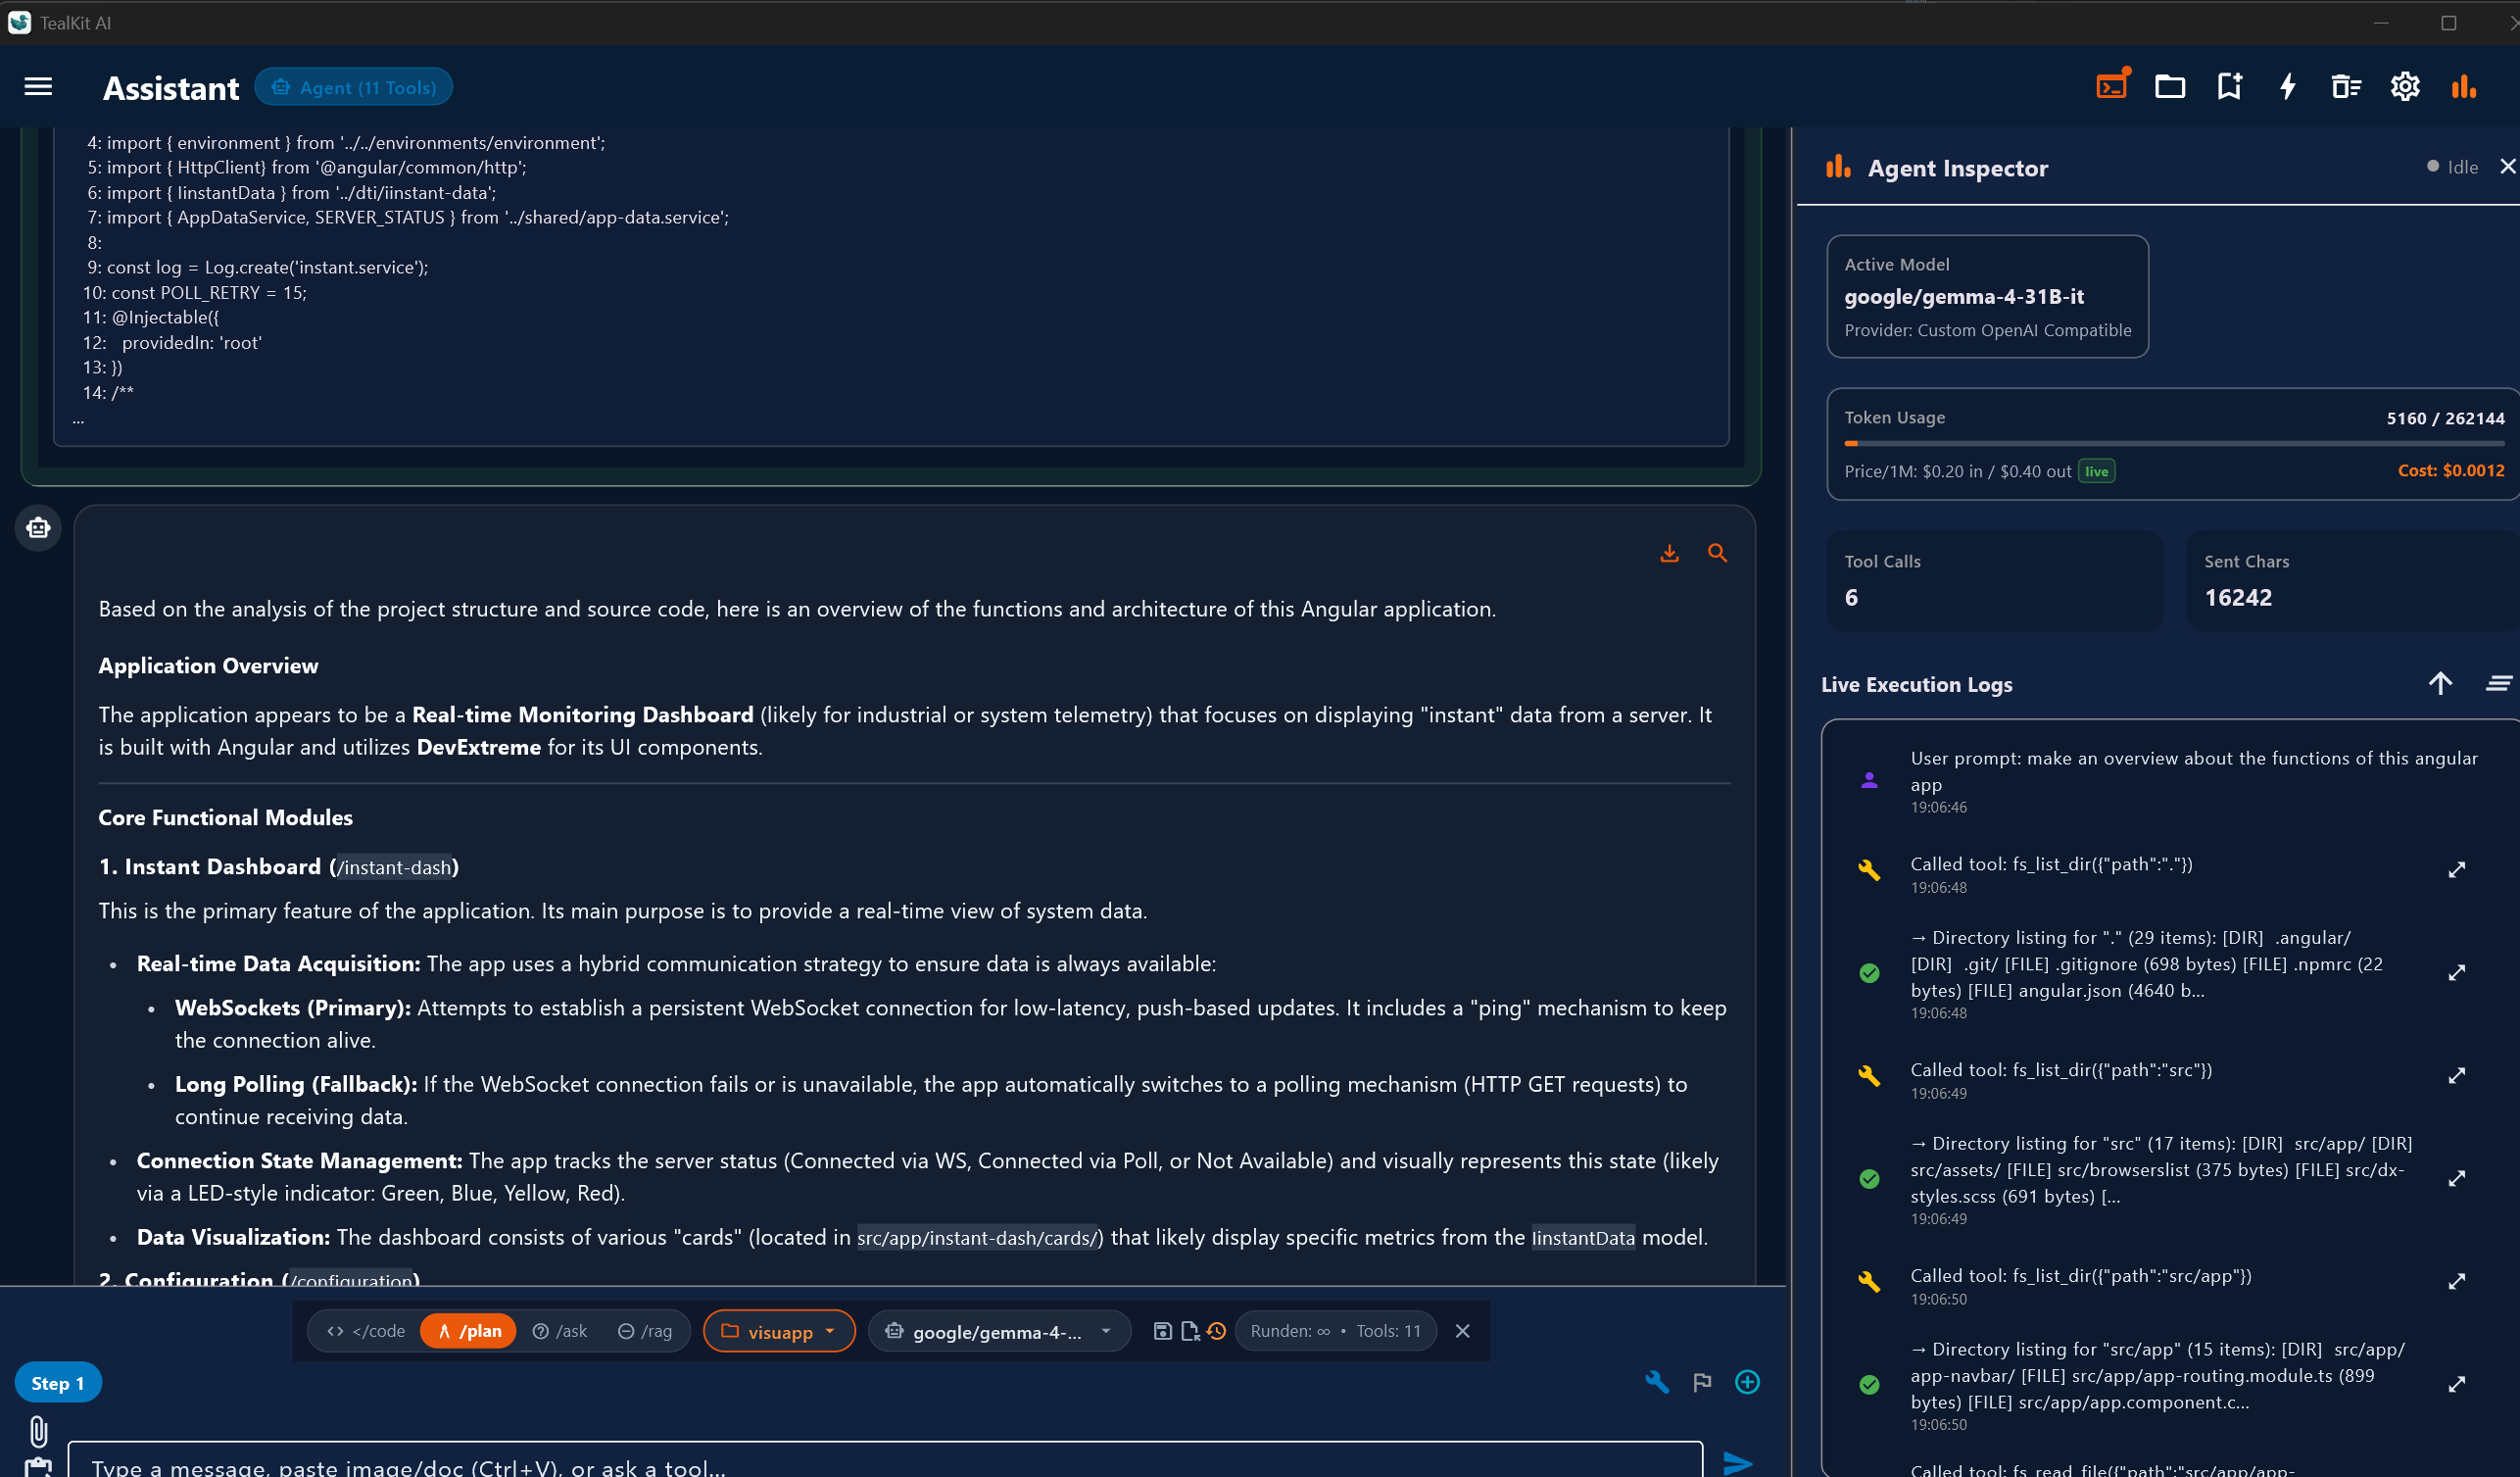 TealKit AI
Assistant
Agent (11 Tools)
4: import { environment } from '../../environments/environment';
5: import { HttpClient} from '@angular/common/http';
6: import { IinstantData } from '../dti/iinstant-data';
7: import { AppDataService, SERVER_STATUS } from '../shared/app-data.service';
8:
9: const log = Log.create('instant.service');
10: const POLL_RETRY = 15;
11: @Injectable({
12:   providedIn: 'root'
13: })
14: /**
...
Based on the analysis of the project structure and source code, here is an overview of the functions and architecture of this Angular application.
Application Overview
The application appears to be a Real-time Monitoring Dashboard (likely for industrial or system telemetry) that focuses on displaying "instant" data from a server. It
is built with Angular and utilizes DevExtreme for its UI components.
Core Functional Modules
1. Instant Dashboard (/instant-dash)
This is the primary feature of the application. Its main purpose is to provide a real-time view of system data.
• Real-time Data Acquisition: The app uses a hybrid communication strategy to ensure data is always available:
• WebSockets (Primary): Attempts to establish a persistent WebSocket connection for low-latency, push-based updates. It includes a "ping" mechanism to keep
the connection alive.
• Long Polling (Fallback): If the WebSocket connection fails or is unavailable, the app automatically switches to a polling mechanism (HTTP GET requests) to
continue receiving data.
• Connection State Management: The app tracks the server status (Connected via WS, Connected via Poll, or Not Available) and visually represents this state (likely
via a LED-style indicator: Green, Blue, Yellow, Red).
• Data Visualization: The dashboard consists of various "cards" (located in src/app/instant-dash/cards/) that likely display specific metrics from the IinstantData model.
2. Configuration (/configuration)
</code
/plan
/ask
/rag
visuapp
google/gemma-4-...
Runden: ∞ • Tools: 11
Step 1
Type a message, paste image/doc (Ctrl+V), or ask a tool...
Agent Inspector
Idle
Active Model
google/gemma-4-31B-it
Provider: Custom OpenAI Compatible
Token Usage
5160 / 262144
Price/1M: $0.20 in / $0.40 out live
Cost: $0.0012
Tool Calls
6
Sent Chars
16242
Live Execution Logs
User prompt: make an overview about the functions of this angular
app
19:06:46
Called tool: fs_list_dir({"path":"."})
19:06:48
→ Directory listing for "." (29 items): [DIR]  .angular/
[DIR]  .git/ [FILE] .gitignore (698 bytes) [FILE] .npmrc (22
bytes) [FILE] angular.json (4640 b...
19:06:48
Called tool: fs_list_dir({"path":"src"})
19:06:49
→ Directory listing for "src" (17 items): [DIR]  src/app/ [DIR]
src/assets/ [FILE] src/browserslist (375 bytes) [FILE] src/dx-
styles.scss (691 bytes) [...
19:06:49
Called tool: fs_list_dir({"path":"src/app"})
19:06:50
→ Directory listing for "src/app" (15 items): [DIR]  src/app/
app-navbar/ [FILE] src/app/app-routing.module.ts (899
bytes) [FILE] src/app/app.component.c...
19:06:50
Called tool: fs_read_file({"path":"src/app/app-